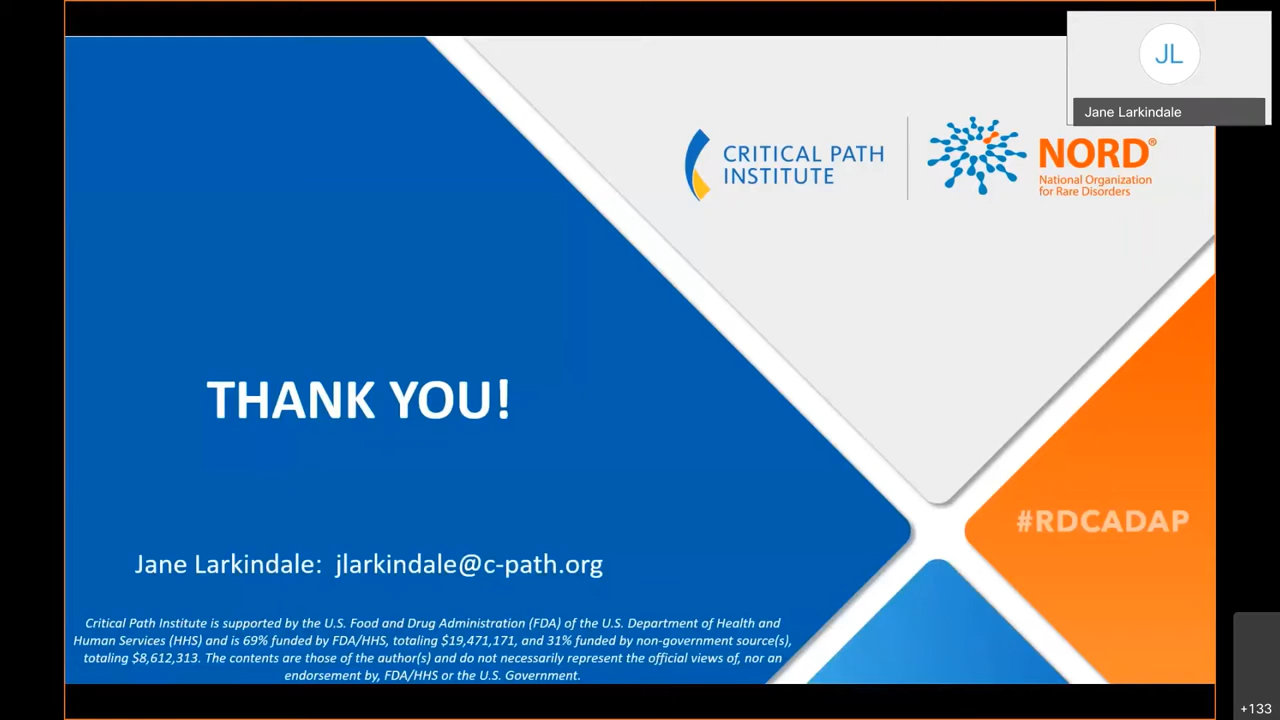 JL
Jane Larkindale
CRITICAL PATH
INSTITUTE
NORD®
National Organization
for Rare Disorders
THANK YOU!
#RDCADAP
Jane Larkindale: jlarkindale@c-path.org
Critical Path Institute is supported by the U.S. Food and Drug Administration (FDA) of the U.S. Department of Health and
Human Services (HHS) and is 69% funded by FDA/HHS, totaling $19,471,171, and 31% funded by non-government source(s),
totaling $8,612,313. The contents are those of the author(s) and do not necessarily represent the official views of, nor an
endorsement by, FDA/HHS or the U.S. Government.
+133